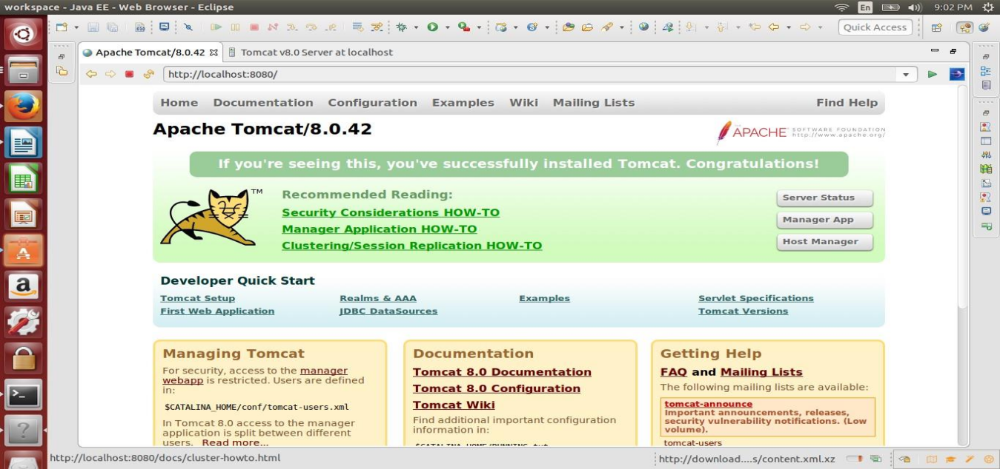 workspace - Java EE - Web Browser - Eclipse
En
9:02 PM
Quick Access
Apache Tomcat/8.0.42
Tomcat v8.0 Server at localhost
http://localhost:8080/
Home Documentation Configuration Examples Wiki Mailing Lists Find Help
Apache Tomcat/8.0.42
APACHE SOFTWARE FOUNDATION
http://www.apache.org/
If you're seeing this, you've successfully installed Tomcat. Congratulations!
TM
Recommended Reading:
Security Considerations HOW-TO
Manager Application HOW-TO
Clustering/Session Replication HOW-TO
Server Status
Manager App
Host Manager
Developer Quick Start
Tomcat Setup
First Web Application
Realms & AAA
JDBC DataSources
Examples
Servlet Specifications
Tomcat Versions
Managing Tomcat
For security, access to the manager
webapp is restricted. Users are defined
in:
$CATALINA_HOME/conf/tomcat-users.xml
In Tomcat 8.0 access to the manager
application is split between different
users. Read more...
Documentation
Tomcat 8.0 Documentation
Tomcat 8.0 Configuration
Tomcat Wiki
Find additional important configuration
information in:
$CATALINA_HOME/RUNNING.txt
Getting Help
FAQ and Mailing Lists
The following mailing lists are available:
tomcat-announce
Important announcements, releases,
security vulnerability notifications. (Low
volume).
tomcat-users
a
http://localhost:8080/docs/cluster-howto.html
http://download....s/content.xml.xz